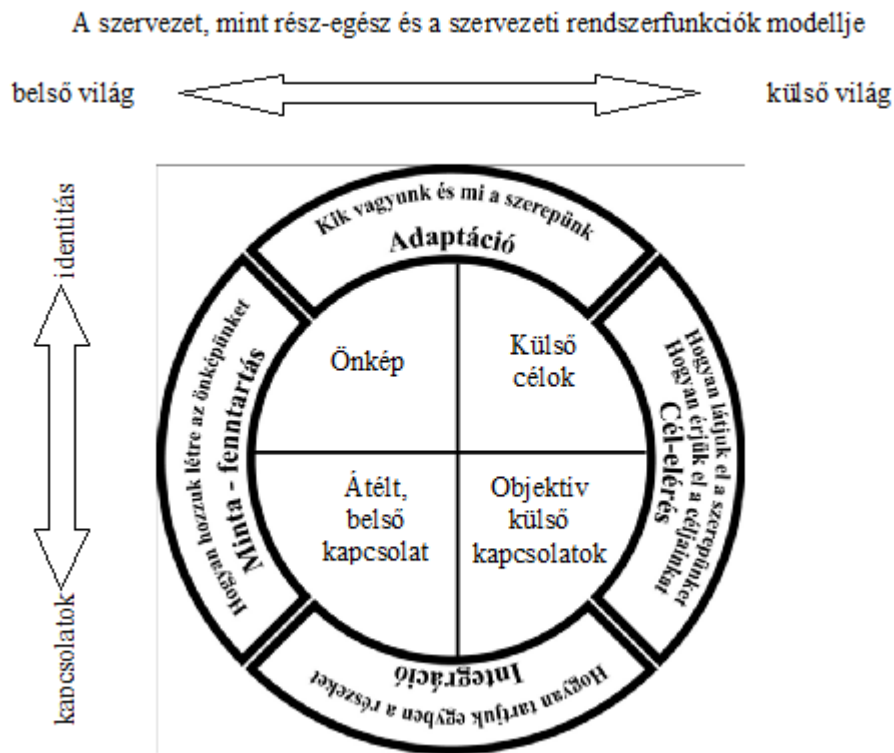 A szervezet, mint rész-egész és a szervezeti rendszerfunkciók modellje
belső világ
külső világ
identitás
kapcsolatok
Kik vagyunk és mi a szerepünk
Adaptáció
Hogyan látjuk el a szerepünket
Hogyan érjük el a céljainkat
Cél-elérés
Hogyan hozzuk létre az önképünket
Minta - fenntartás
Önkép
Külső
célok
Átélt,
belső
kapcsolat
Objektiv
külső
kapcsolatok
Integráció
Hogyan tartjuk egyben a részeket